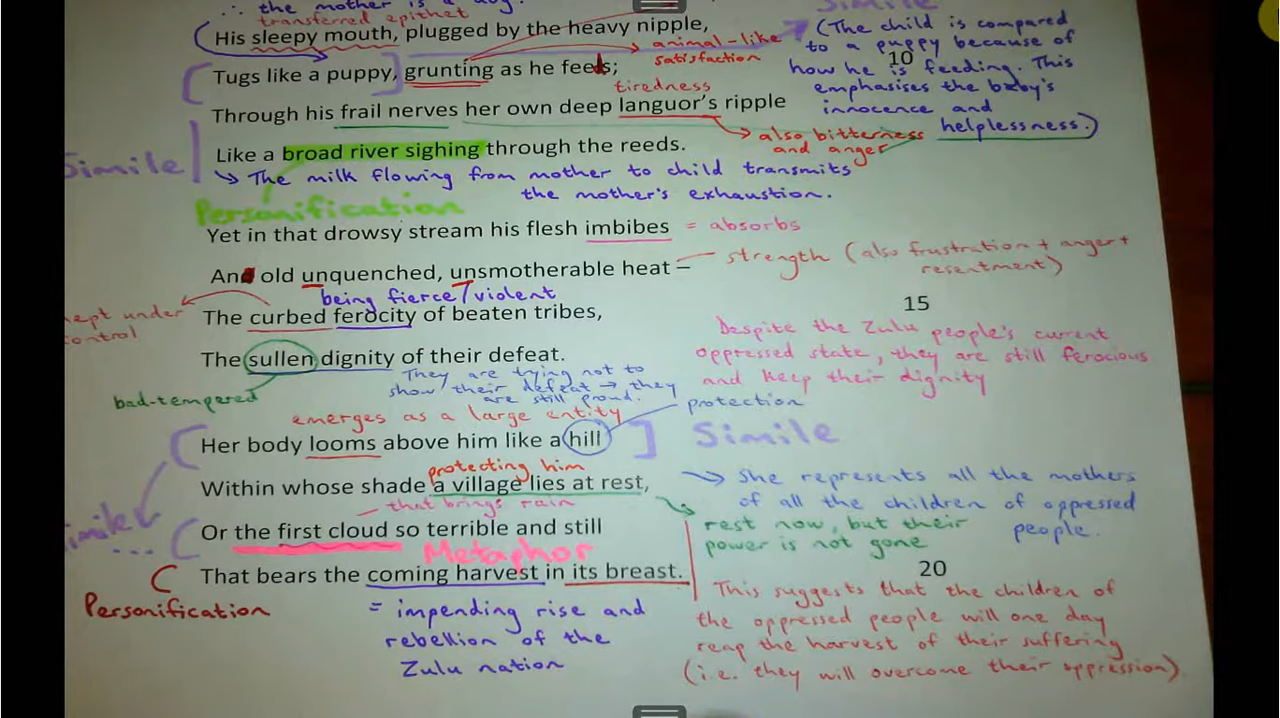 ∴ the mother is a
transferred epithet
Simile
His sleepy mouth, plugged by the heavy nipple,
animal-like satisfaction
(The child is compared
to a puppy because of
10
how he is feeding. This
emphasises the baby's
innocence and
helplessness.)
Tugs like a puppy, grunting as he feels;
tiredness
Through his frail nerves her own deep languor's ripple
also bitterness
and anger
Simile
Like a broad river sighing through the reeds.
↳ The milk flowing from mother to child transmits
the mother's exhaustion.
Personification
Yet in that drowsy stream his flesh imbibes = absorbs
And old unquenched, unsmotherable heat –
strength (also frustration + anger +
resentment)
being fierce/violent
kept under
control
15
The curbed ferocity of beaten tribes,
Despite the Zulu people's current
oppressed state, they are still ferocious
and keep their dignity
The sullen dignity of their defeat.
bad-tempered
They are trying not to
show their defeat → they
are still proud.
emerges as a large entity
protection
Her body looms above him like a hill
Simile
protecting him
Within whose shade a village lies at rest,
She represents all the mothers
of all the children of oppressed
people.
rest now, but their
power is not gone
that brings rain
Simile
...
Or the first cloud so terrible and still
Metaphor
20
That bears the coming harvest in its breast.
Personification
= impending rise and
rebellion of the
Zulu nation
This suggests that the children of
the oppressed people will one day
reap the harvest of their suffering
(i.e. they will overcome their oppression).